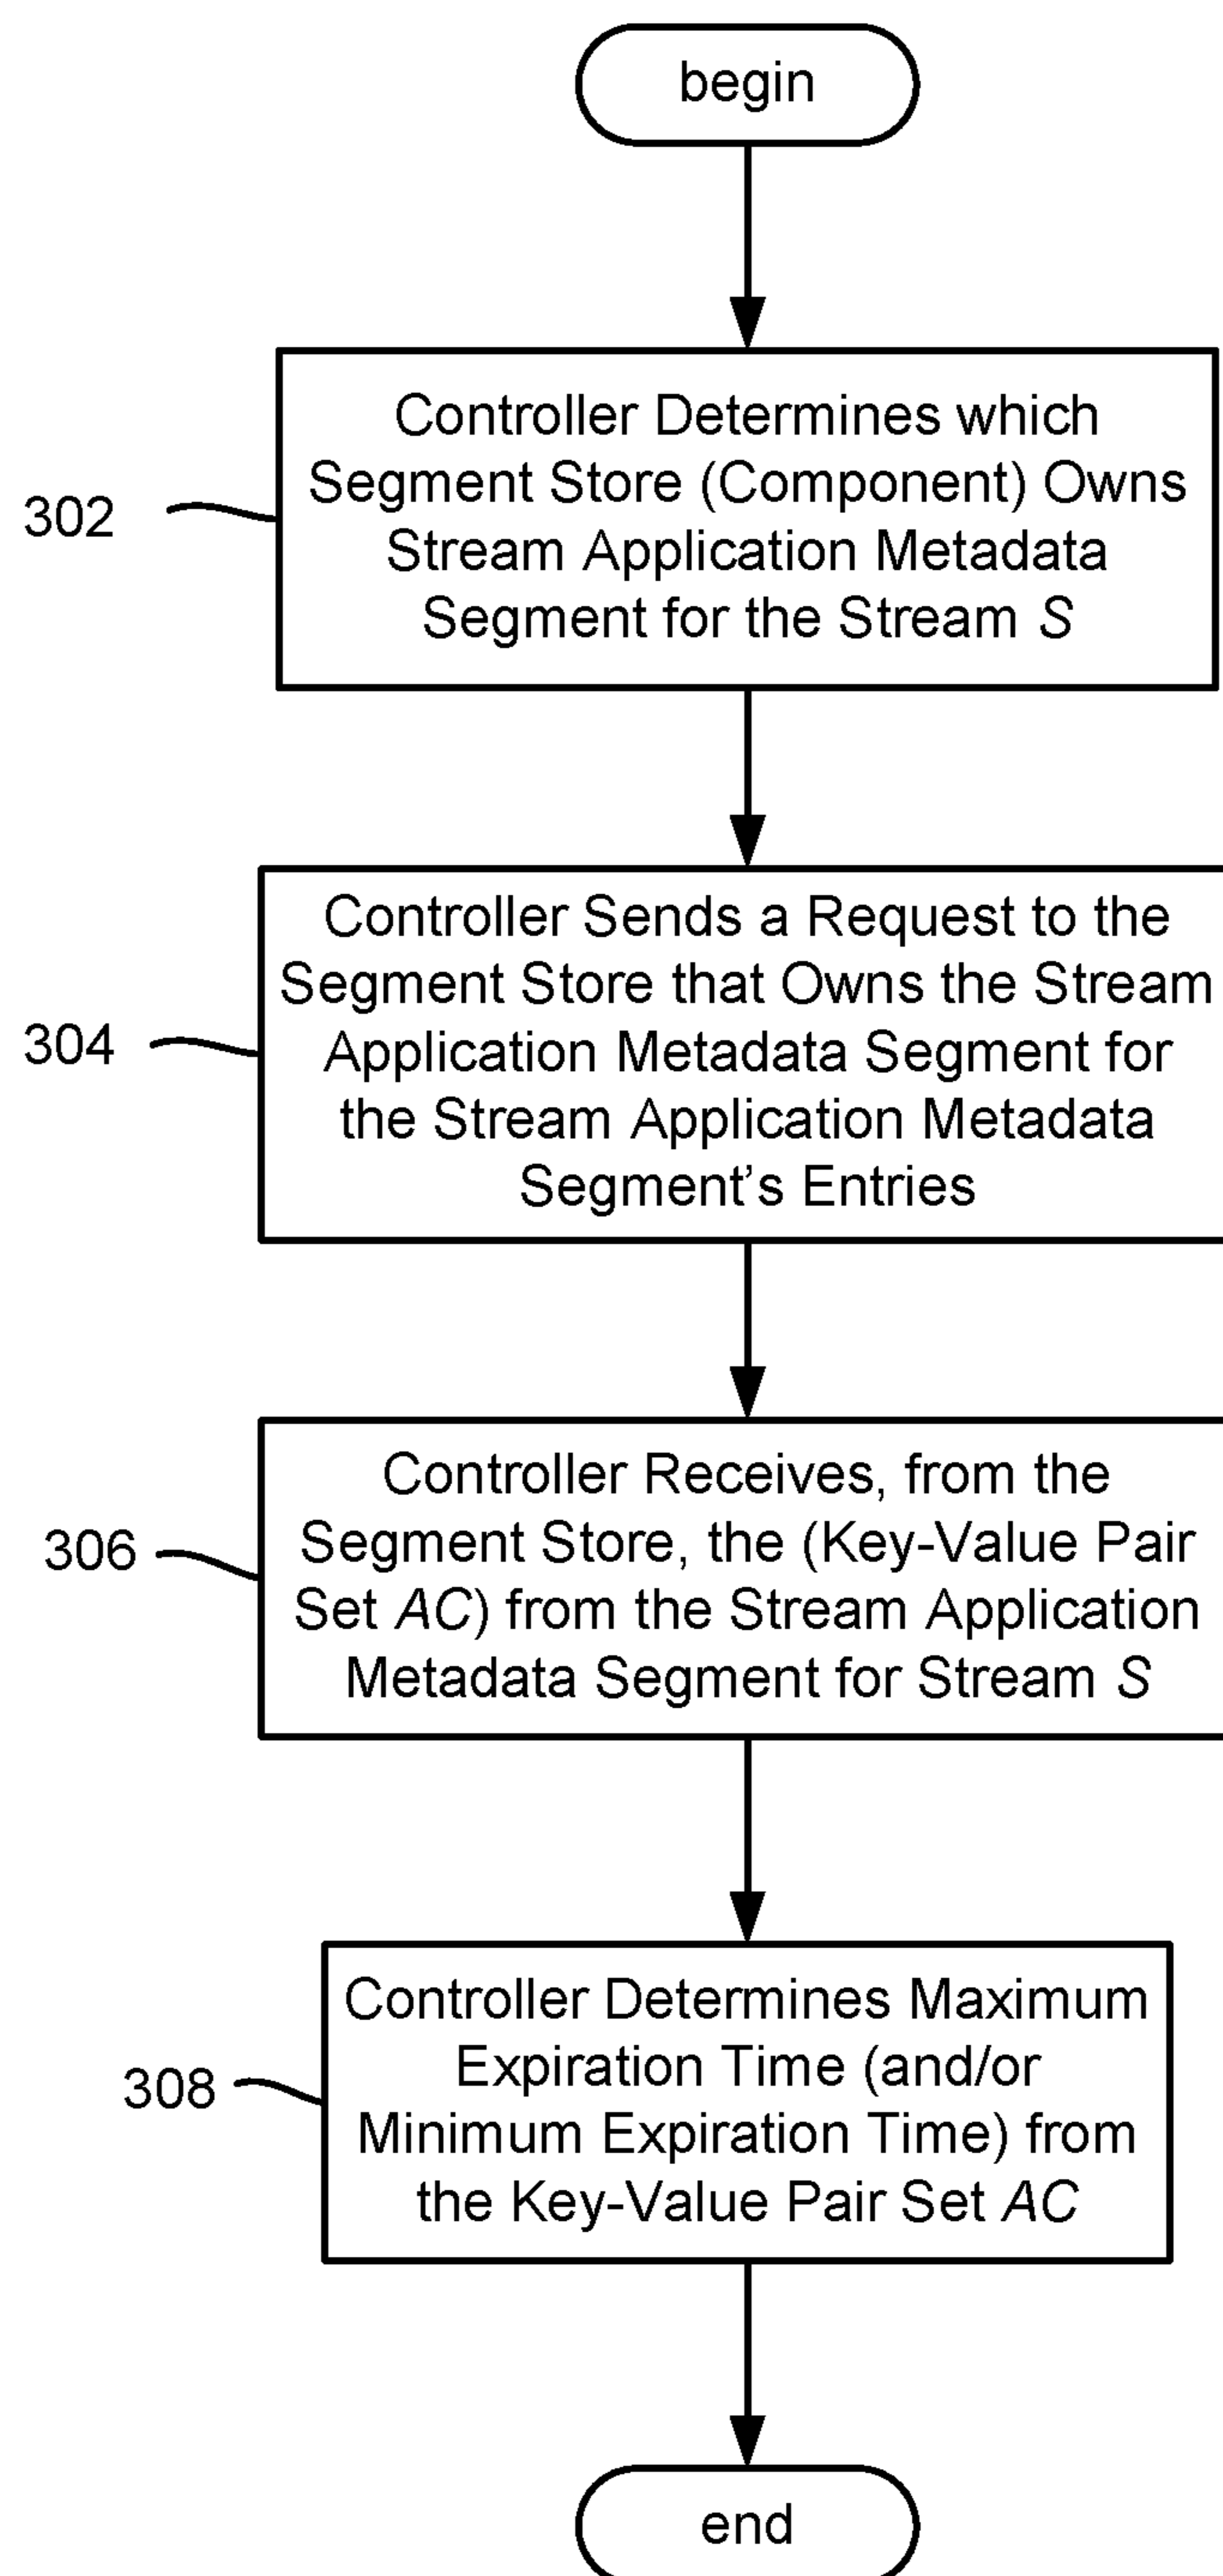 begin
Controller Determines which
Segment Store (Component) Owns
Stream Application Metadata
Segment for the Stream S
302
Controller Sends a Request to the
Segment Store that Owns the Stream
Application Metadata Segment for
the Stream Application Metadata
Segment’s Entries
304
Controller Receives, from the
Segment Store, the (Key-Value Pair
Set AC) from the Stream Application
Metadata Segment for Stream S
306
Controller Determines Maximum
Expiration Time (and/or
Minimum Expiration Time) from
the Key-Value Pair Set AC
308
end